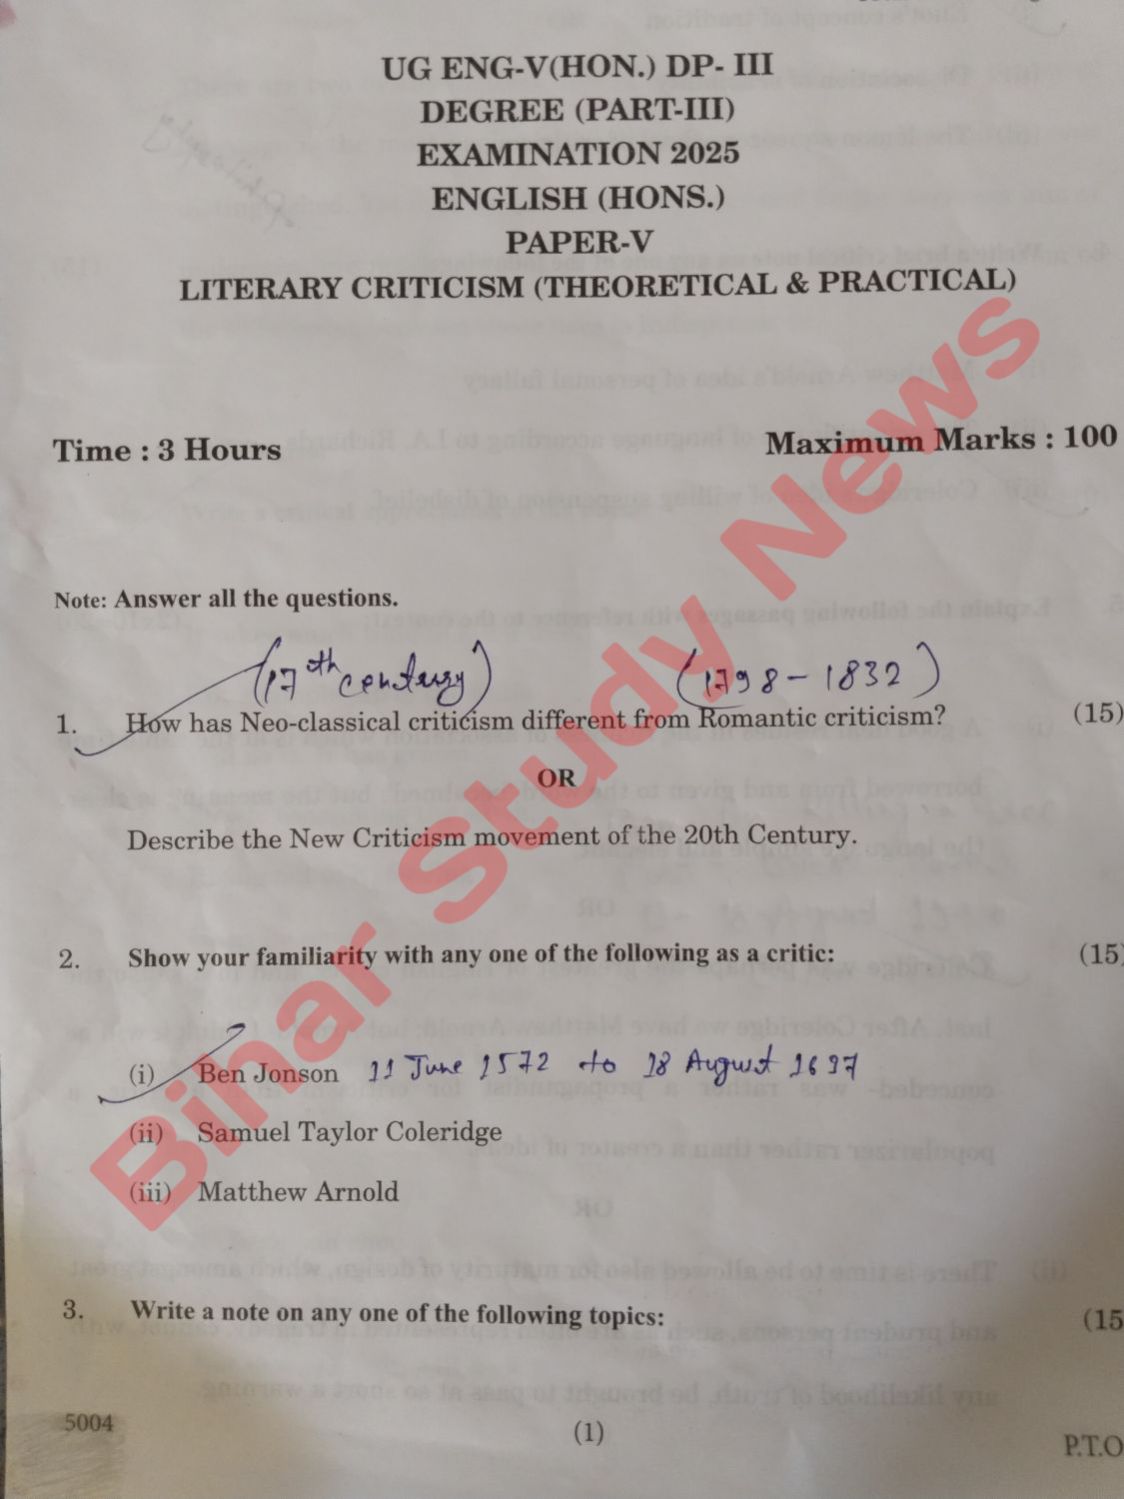 UG ENG-V(HON.) DP- III
DEGREE (PART-III)
EXAMINATION 2025
ENGLISH (HONS.)
PAPER-V
LITERARY CRITICISM (THEORETICAL & PRACTICAL)
Time : 3 Hours Maximum Marks : 100
Note: Answer all the questions.
(17th century) (1798 - 1832)
1. How has Neo-classical criticism different from Romantic criticism? (15)
OR
Describe the New Criticism movement of the 20th Century.
2. Show your familiarity with any one of the following as a critic: (15)
(i) Ben Jonson 11 June 1572 to 18 August 1637
(ii) Samuel Taylor Coleridge
(iii) Matthew Arnold
3. Write a note on any one of the following topics: (15
5004 (1) P.T.O
Bihar Study News